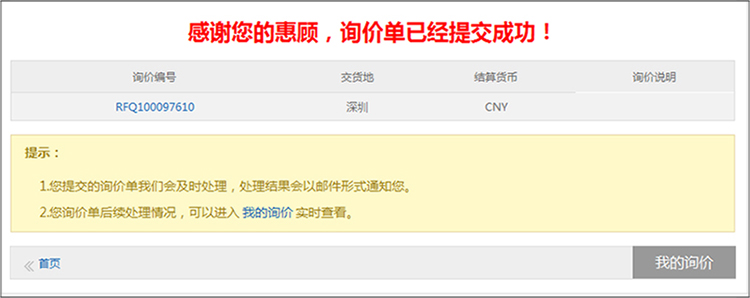 感谢您的惠顾，询价单已经提交成功！
询价编号 交货地 结算货币 询价说明
RFQ100097610 深圳 CNY
提示：
1.您提交的询价单我们会及时处理，处理结果会以邮件形式通知您。
2.您询价单后续处理情况，可以进入 我的询价 实时查看。
首页 我的询价